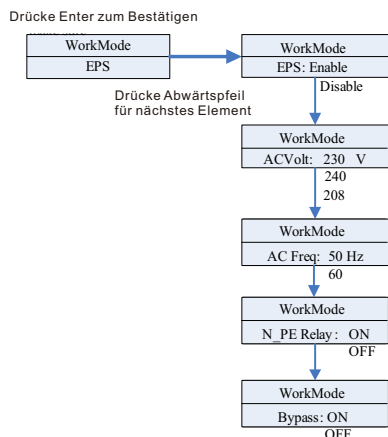 Drücke Enter zum Bestätigen
WorkMode
EPS
WorkMode
EPS: Enable
Disable
Drücke Abwärtspfeil
für nächstes Element
WorkMode
ACVolt: 230 V
240
208
WorkMode
AC Freq: 50 Hz
60
WorkMode
N_PE Relay: ON
OFF
WorkMode
Bypass: ON
OFF